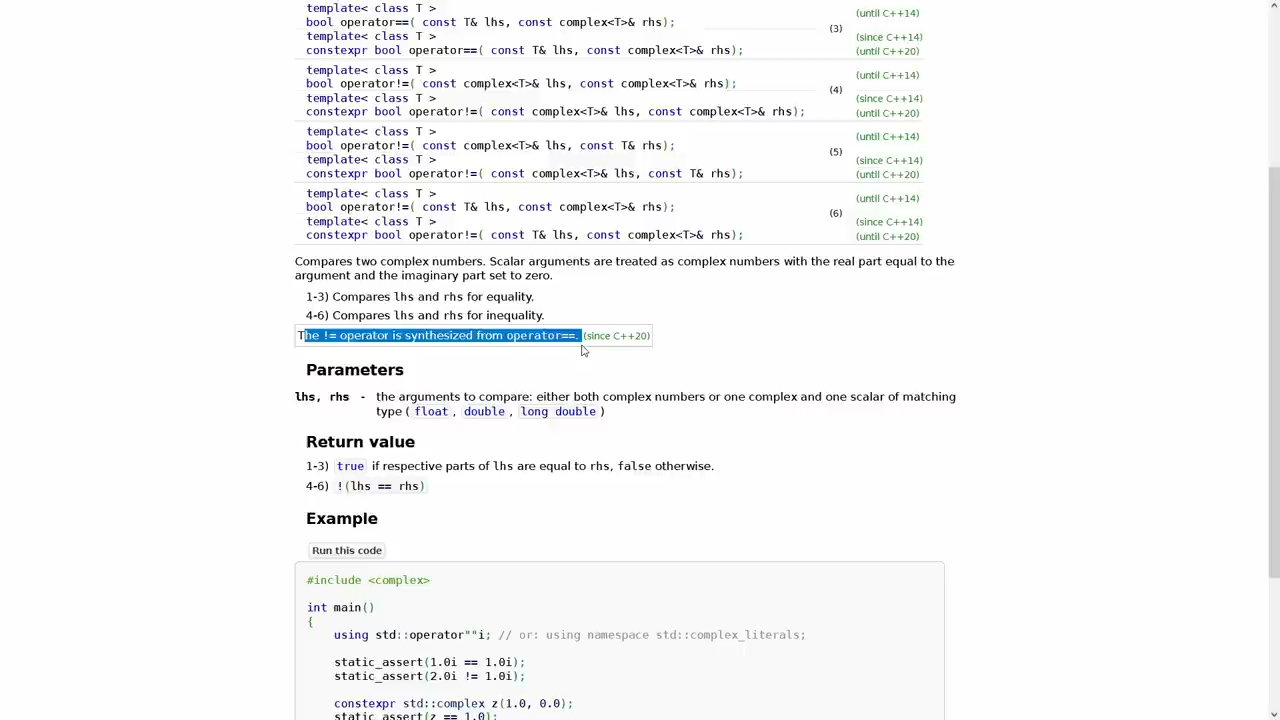 template< class T >
(until C++14)
bool operator==( const T& lhs, const complex<T>& rhs);
(3)
template< class T >
(since C++14)
constexpr bool operator==( const T& lhs, const complex<T>& rhs);
(until C++20)
template< class T >
(until C++14)
bool operator!=( const complex<T>& lhs, const complex<T>& rhs);
(4)
template< class T >
(since C++14)
constexpr bool operator!=( const complex<T>& lhs, const complex<T>& rhs);
(until C++20)
template< class T >
(until C++14)
bool operator!=( const complex<T>& lhs, const T& rhs);
(5)
template< class T >
(since C++14)
constexpr bool operator!=( const complex<T>& lhs, const T& rhs);
(until C++20)
template< class T >
(until C++14)
bool operator!=( const T& lhs, const complex<T>& rhs);
(6)
template< class T >
(since C++14)
constexpr bool operator!=( const T& lhs, const complex<T>& rhs);
(until C++20)
Compares two complex numbers. Scalar arguments are treated as complex numbers with the real part equal to the
argument and the imaginary part set to zero.
1-3) Compares lhs and rhs for equality.
4-6) Compares lhs and rhs for inequality.
The != operator is synthesized from operator==. (since C++20)
Parameters
lhs, rhs - the arguments to compare: either both complex numbers or one complex and one scalar of matching
type ( float , double , long double )
Return value
1-3) true if respective parts of lhs are equal to rhs, false otherwise.
4-6) !(lhs == rhs)
Example
Run this code
#include <complex>
int main()
{
using std::operator""i; // or: using namespace std::complex_literals;
static_assert(1.0i == 1.0i);
static_assert(2.0i != 1.0i);
constexpr std::complex z(1.0, 0.0);
static_assert(z == 1.0);